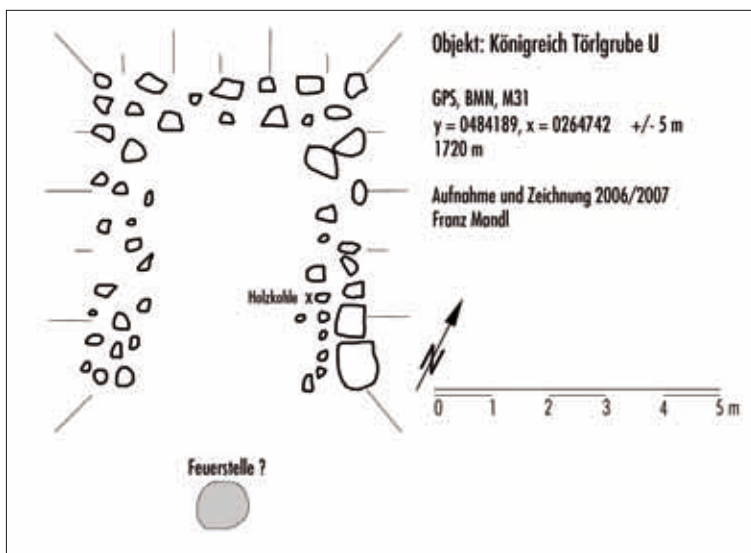 Objekt: Königreich Törlgrube U
GPS, BMN, M31
y = 0484189, x = 0264742 +/- 5 m
1720 m
Aufnahme und Zeichnung 2006/2007
Franz Mandl
Holzkohle x
N
0 1 2 3 4 5 m
Feuerstelle ?